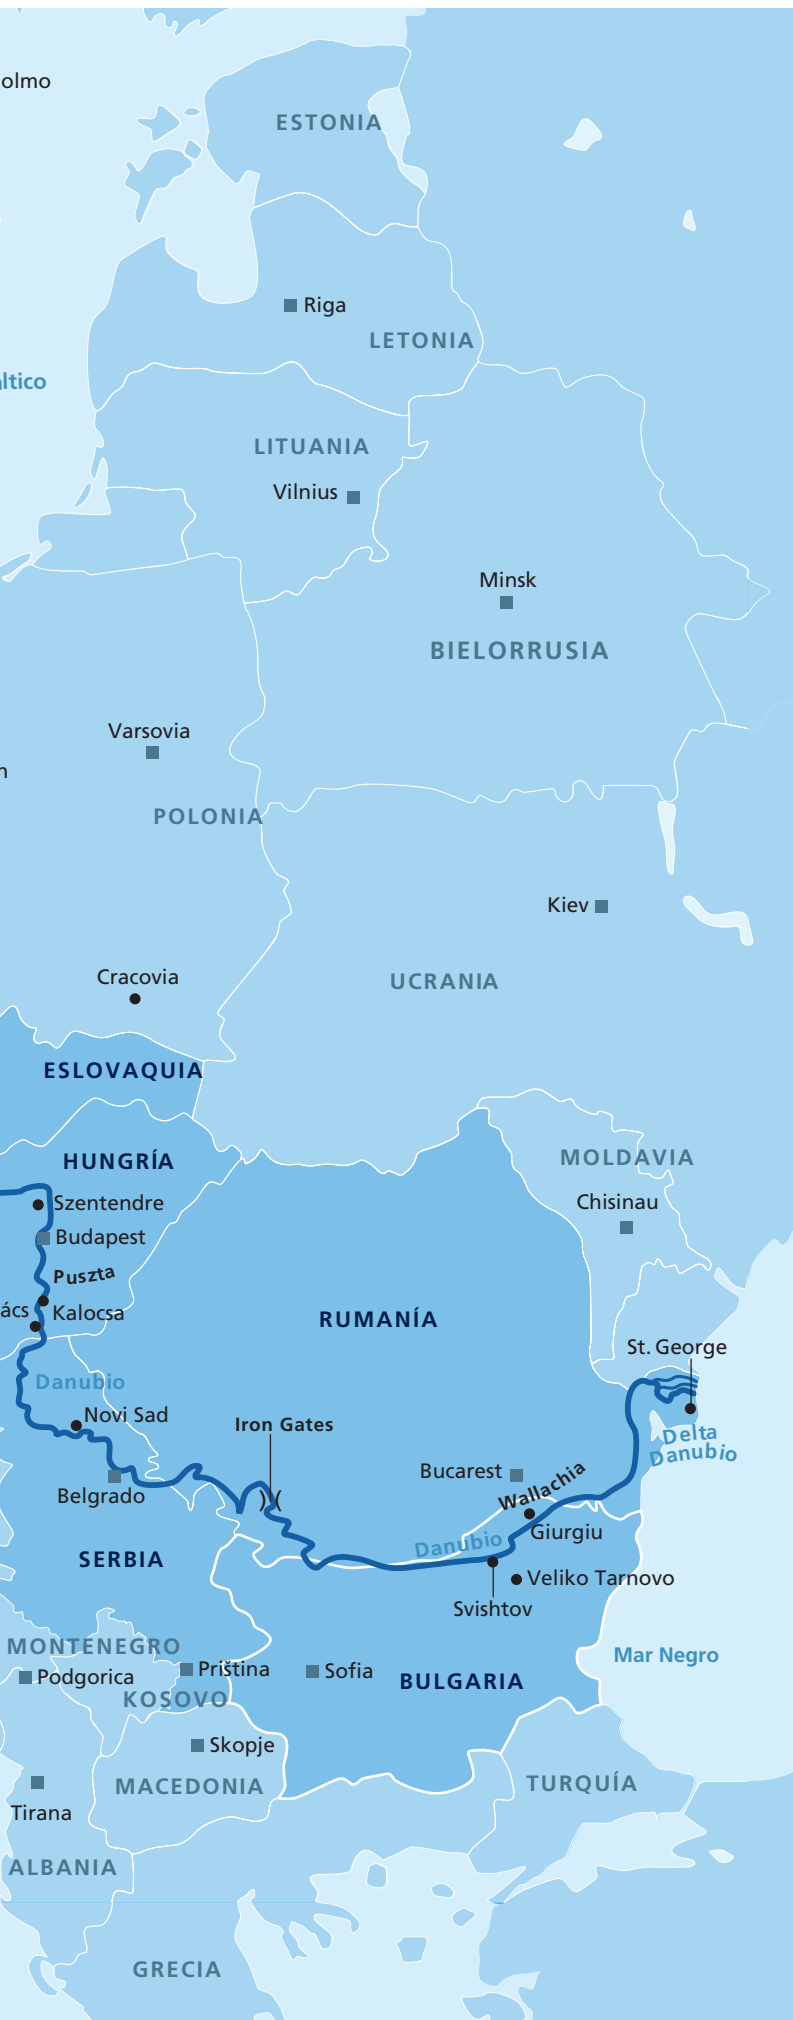 olmo
ESTONIA
Riga
LETONIA
áltico
LITUANIA
Vilnius
Minsk
BIELORRUSIA
Varsovia
n
POLONIA
Kiev
Cracovia
UCRANIA
ESLOVAQUIA
HUNGRÍA
MOLDAVIA
Szentendre
Chisinau
Budapest
Puszta
ács
Kalocsa
RUMANÍA
St. George
Danubio
Novi Sad
Iron Gates
Delta
Danubio
Bucarest
Wallachia
Belgrado
Giurgiu
Danubio
SERBIA
Veliko Tarnovo
Svishtov
MONTENEGRO
Mar Negro
Podgorica
Priština
Sofia
BULGARIA
KOSOVO
Skopje
MACEDONIA
TURQUÍA
Tirana
ALBANIA
GRECIA